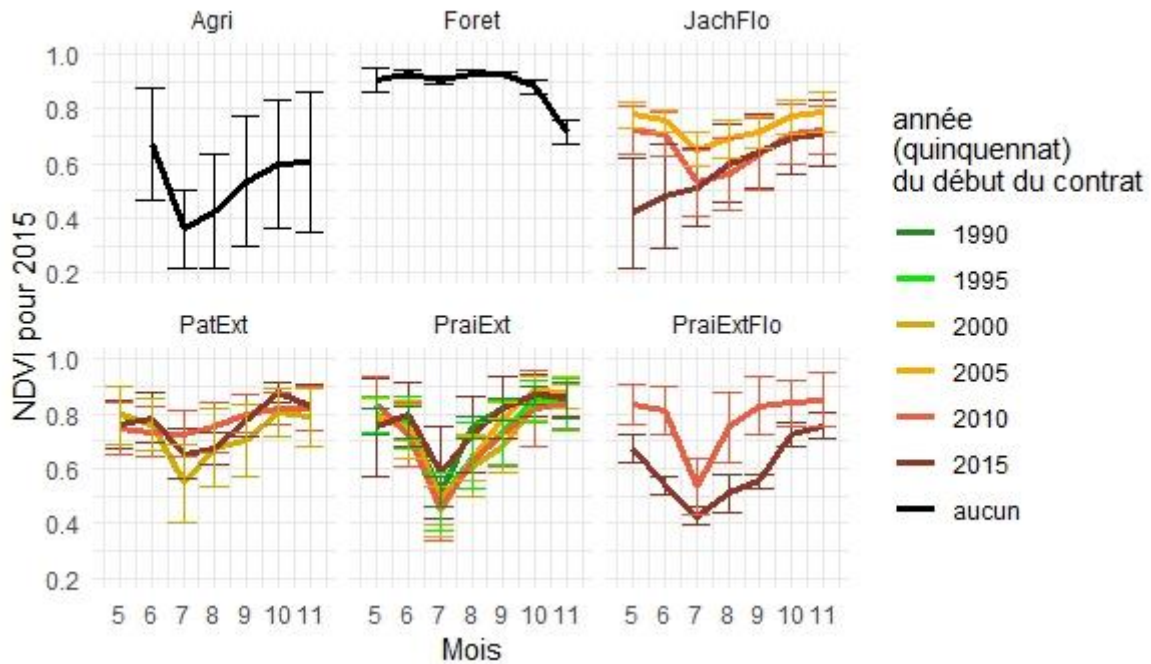 Agri
Foret
JachFlo
1.0
0.8
0.6
0.4
0.2
NDVI pour 2015
PatExt
PraiExt
PraiExtFlo
1.0
0.8
0.6
0.4
0.2
5 6 7 8 9 10 11
5 6 7 8 9 10 11
5 6 7 8 9 10 11
Mois
année
(quinquennat)
du début du contrat
1990
1995
2000
2005
2010
2015
aucun